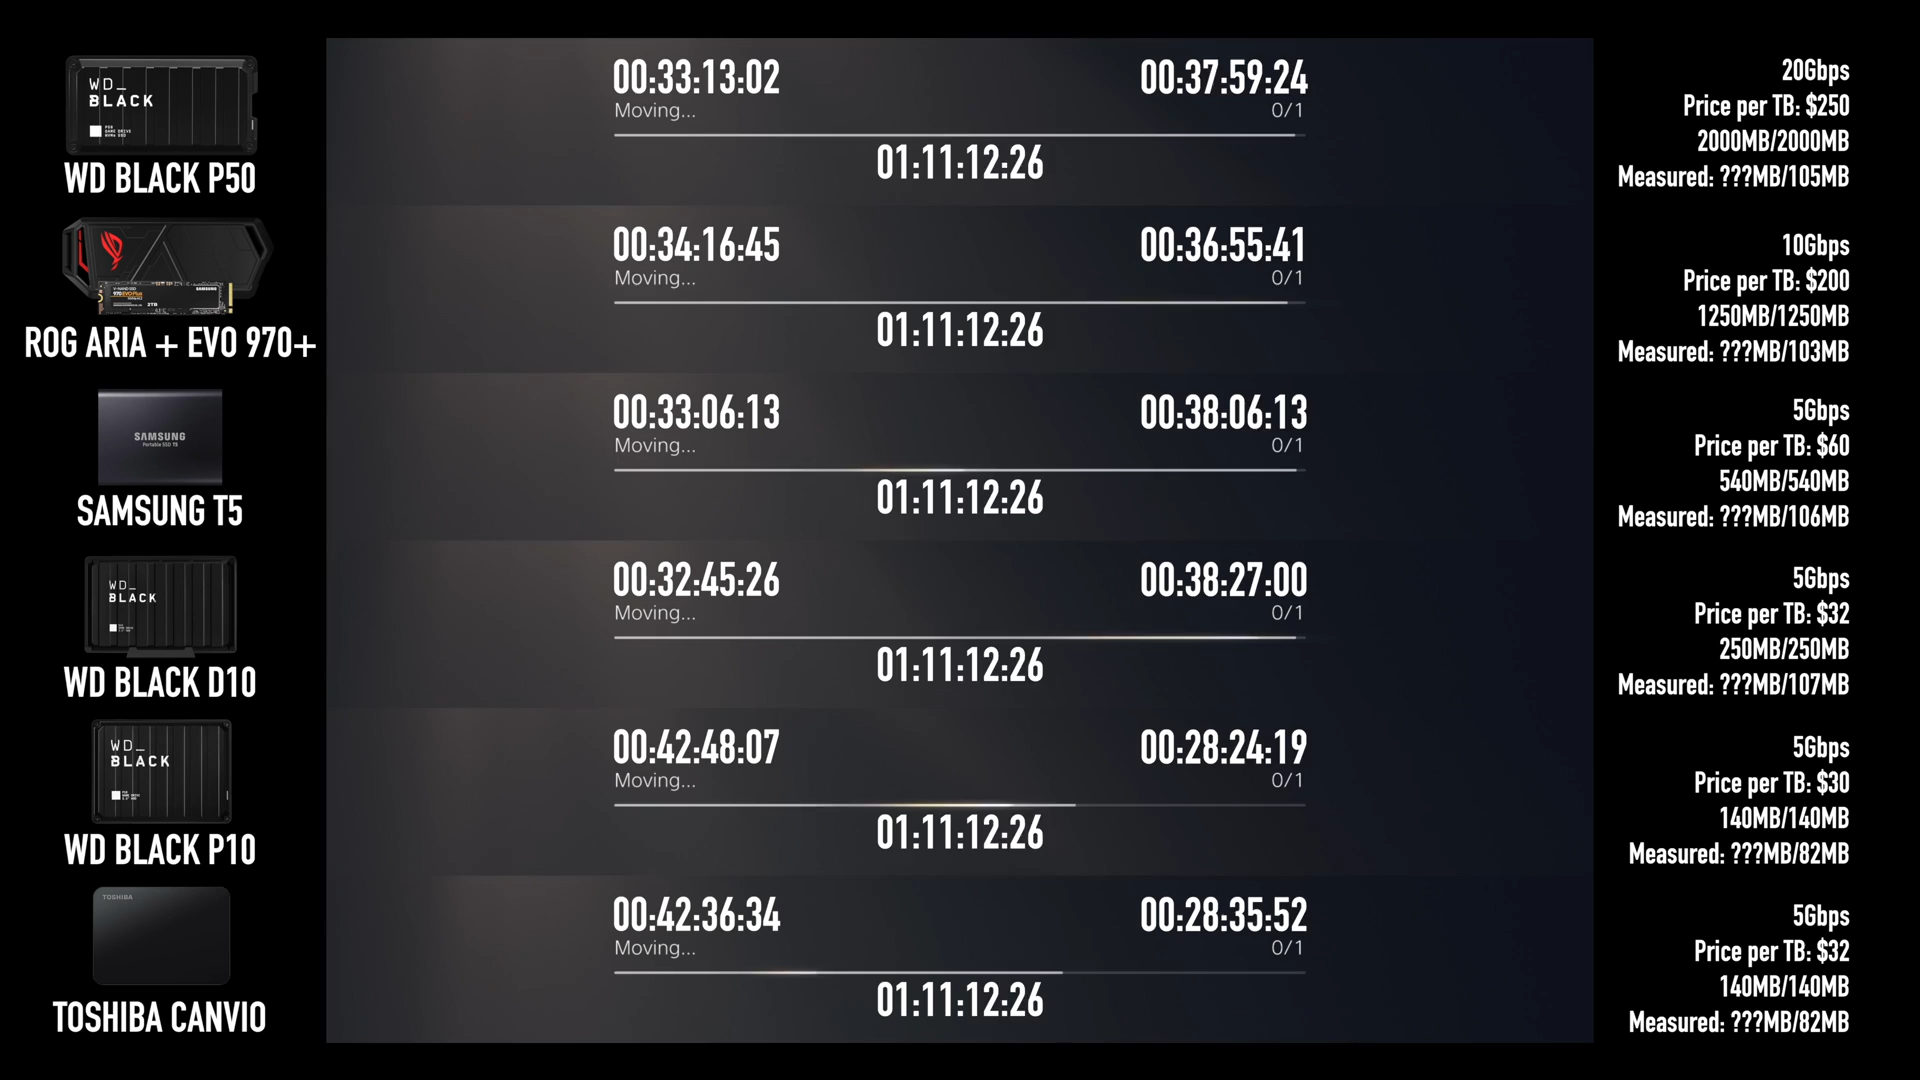 WD_
BLACK
WD BLACK P50
00:33:13:02
00:37:59:24
Moving...
0/1
01:11:12:26
20Gbps
Price per TB: $250
2000MB/2000MB
Measured: ???MB/105MB
SAMSUNG
970 EVO Plus
2TB
ROG ARIA + EVO 970+
00:34:16:45
00:36:55:41
Moving...
0/1
01:11:12:26
10Gbps
Price per TB: $200
1250MB/1250MB
Measured: ???MB/103MB
SAMSUNG
Portable SSD T5
SAMSUNG T5
00:33:06:13
00:38:06:13
Moving...
0/1
01:11:12:26
5Gbps
Price per TB: $60
540MB/540MB
Measured: ???MB/106MB
WD_
BLACK
WD BLACK D10
00:32:45:26
00:38:27:00
Moving...
0/1
01:11:12:26
5Gbps
Price per TB: $32
250MB/250MB
Measured: ???MB/107MB
WD_
BLACK
WD BLACK P10
00:42:48:07
00:28:24:19
Moving...
0/1
01:11:12:26
5Gbps
Price per TB: $30
140MB/140MB
Measured: ???MB/82MB
TOSHIBA
TOSHIBA CANVIO
00:42:36:34
00:28:35:52
Moving...
0/1
01:11:12:26
5Gbps
Price per TB: $32
140MB/140MB
Measured: ???MB/82MB